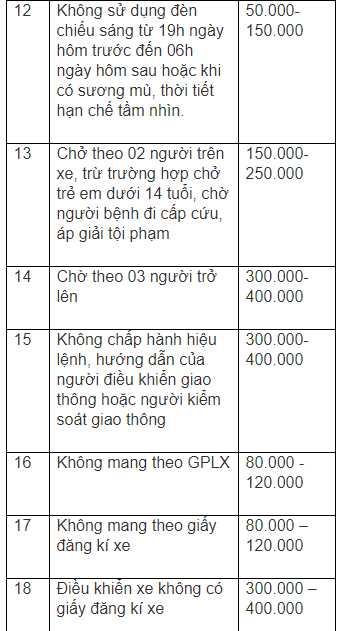 12 Không sử dụng đèn 50.000-
chiếu sáng từ 19h ngày 150.000
hôm trước đến 06h
ngày hôm sau hoặc khi
có sương mù, thời tiết
hạn chế tầm nhìn.
13 Chở theo 02 người trên 150.000-
xe, trừ trường hợp chở 250.000
trẻ em dưới 14 tuổi, chờ
người bệnh đi cấp cứu,
áp giải tội phạm
14 Chờ theo 03 người trở 300.000-
lên 400.000
15 Không chấp hành hiệu 300.000-
lệnh, hướng dẫn của 400.000
người điều khiển giao
thông hoặc người kiểm
soát giao thông
16 Không mang theo GPLX 80.000 -
120.000
17 Không mang theo giấy 80.000 –
đăng kí xe 120.000
18 Điều khiển xe không có 300.000 –
giấy đăng kí xe 400.000